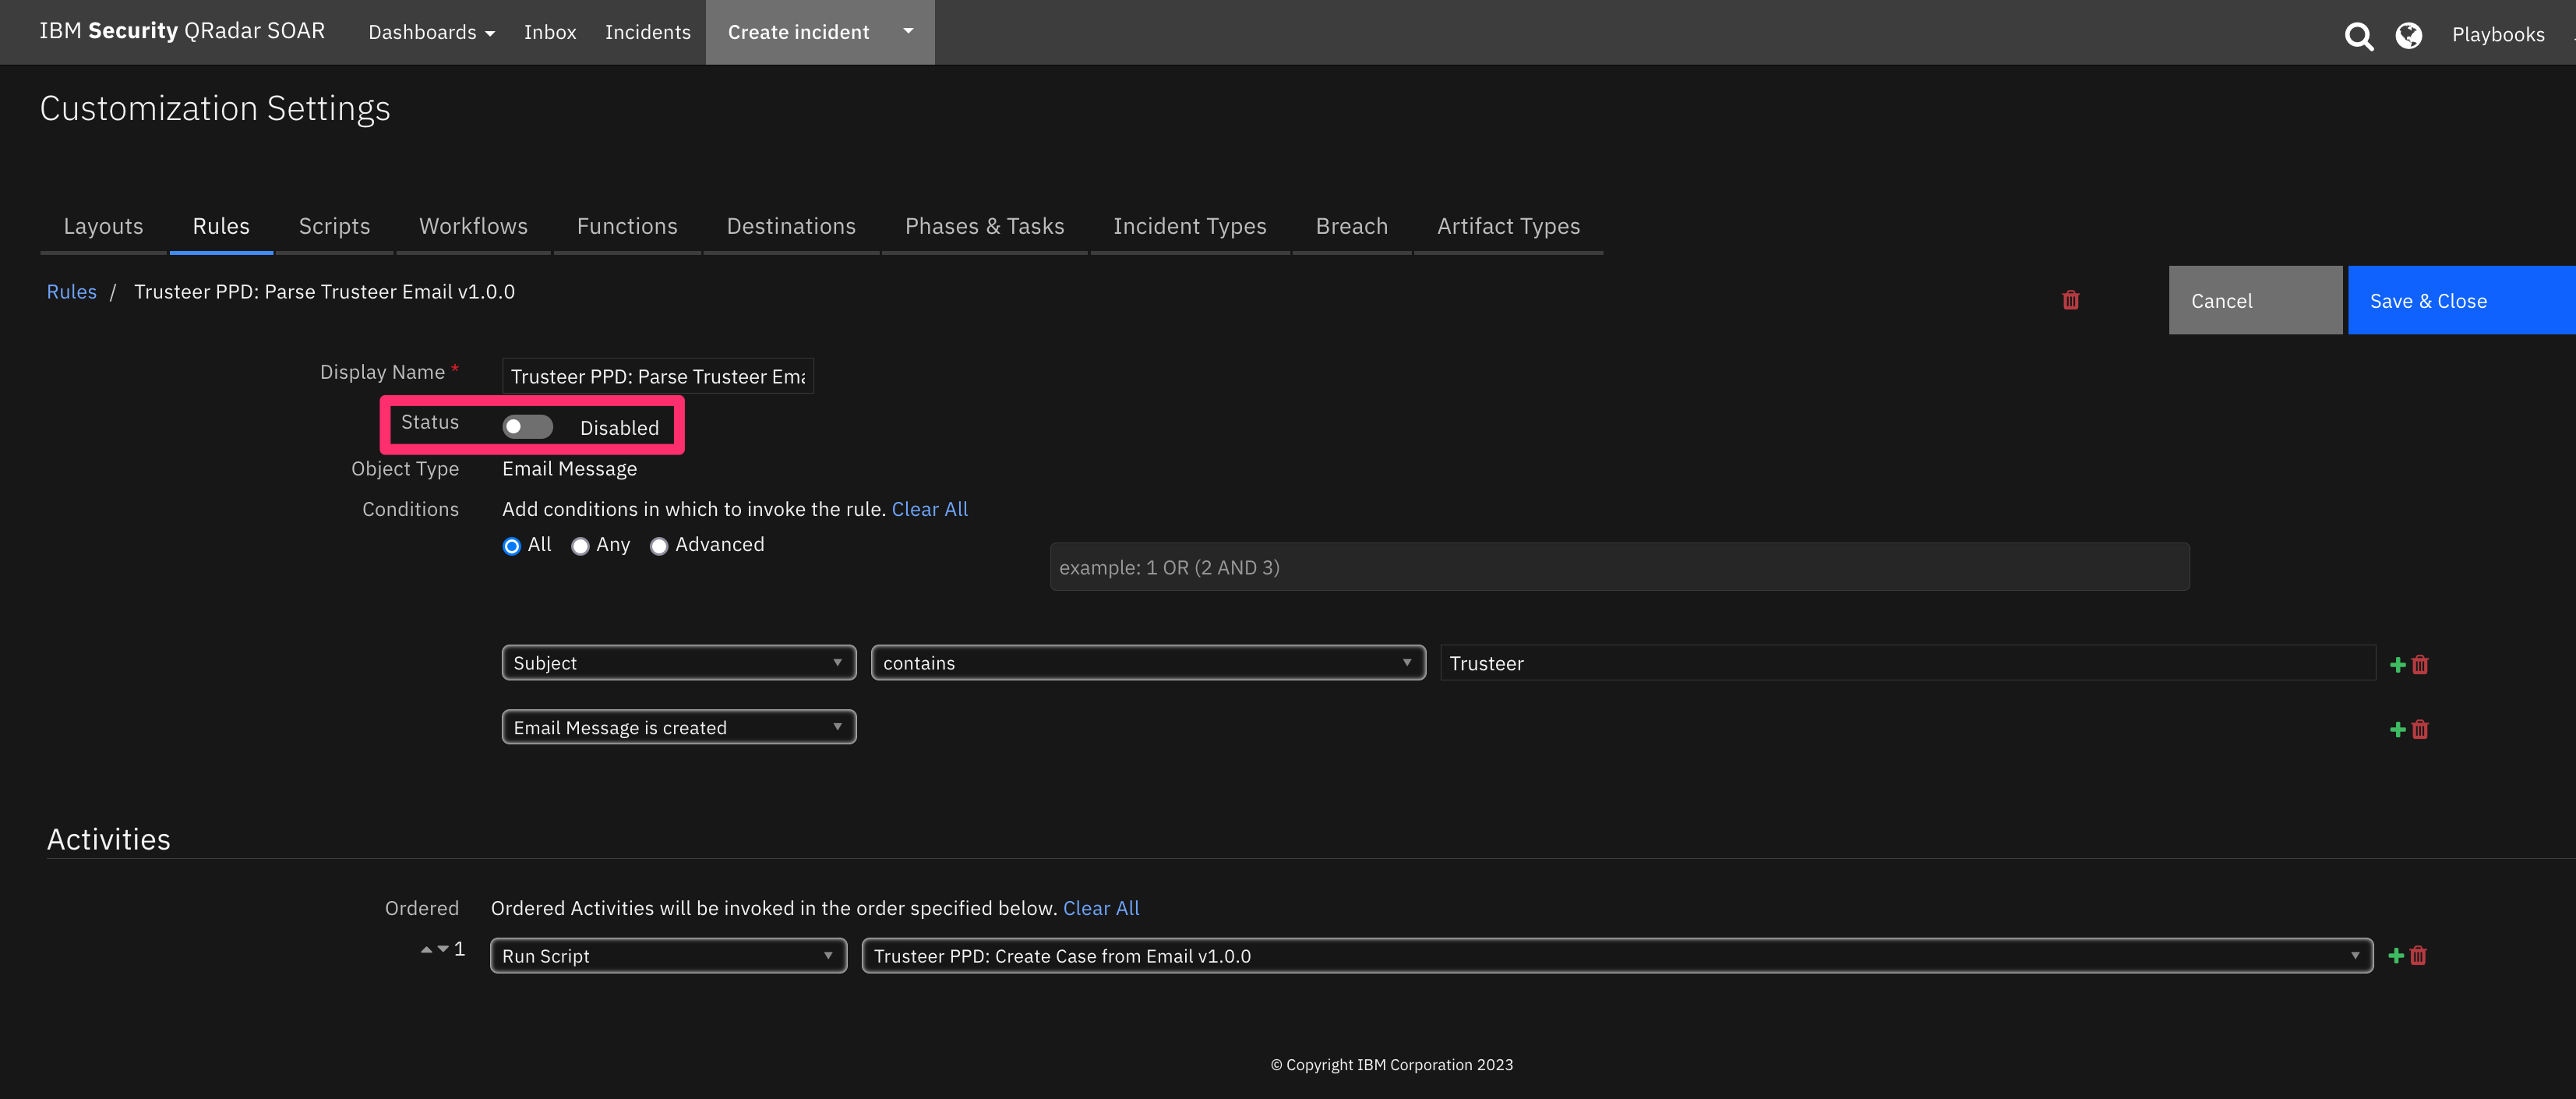 IBM Security QRadar SOAR Dashboards Inbox Incidents Create incident Playbooks
Customization Settings
Layouts Rules Scripts Workflows Functions Destinations Phases & Tasks Incident Types Breach Artifact Types
Rules / Trusteer PPD: Parse Trusteer Email v1.0.0 Cancel Save & Close
Display Name * Trusteer PPD: Parse Trusteer Ema
Status Disabled
Object Type Email Message
Conditions Add conditions in which to invoke the rule. Clear All
All Any Advanced
example: 1 OR (2 AND 3)
Subject contains Trusteer
Email Message is created
Activities
Ordered Ordered Activities will be invoked in the order specified below. Clear All
1 Run Script Trusteer PPD: Create Case from Email v1.0.0
© Copyright IBM Corporation 2023